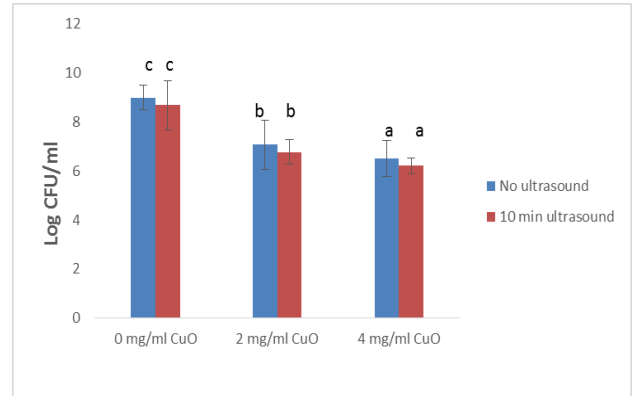 12
10
8
6
4
2
0
Log CFU/ml
c c
b b
a a
0 mg/ml CuO 2 mg/ml CuO 4 mg/ml CuO
No ultrasound
10 min ultrasound